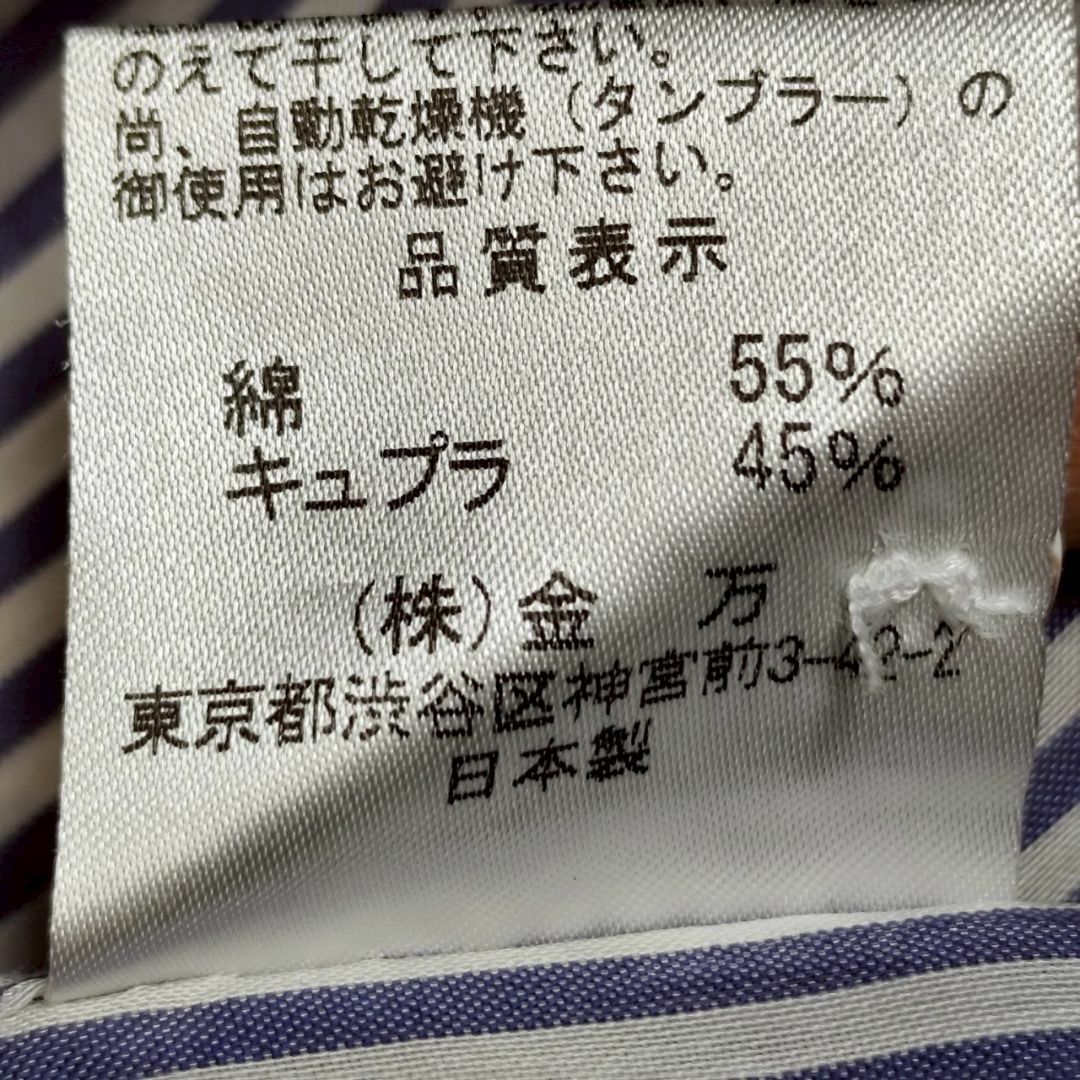 のえて干して下さい。
尚、自動乾燥機（タンブラー）の
御使用はお避け下さい。
品質表示
綿 55%
キュプラ 45%
(株)金 万
東京都渋谷区神宮前3-42-2
日本製